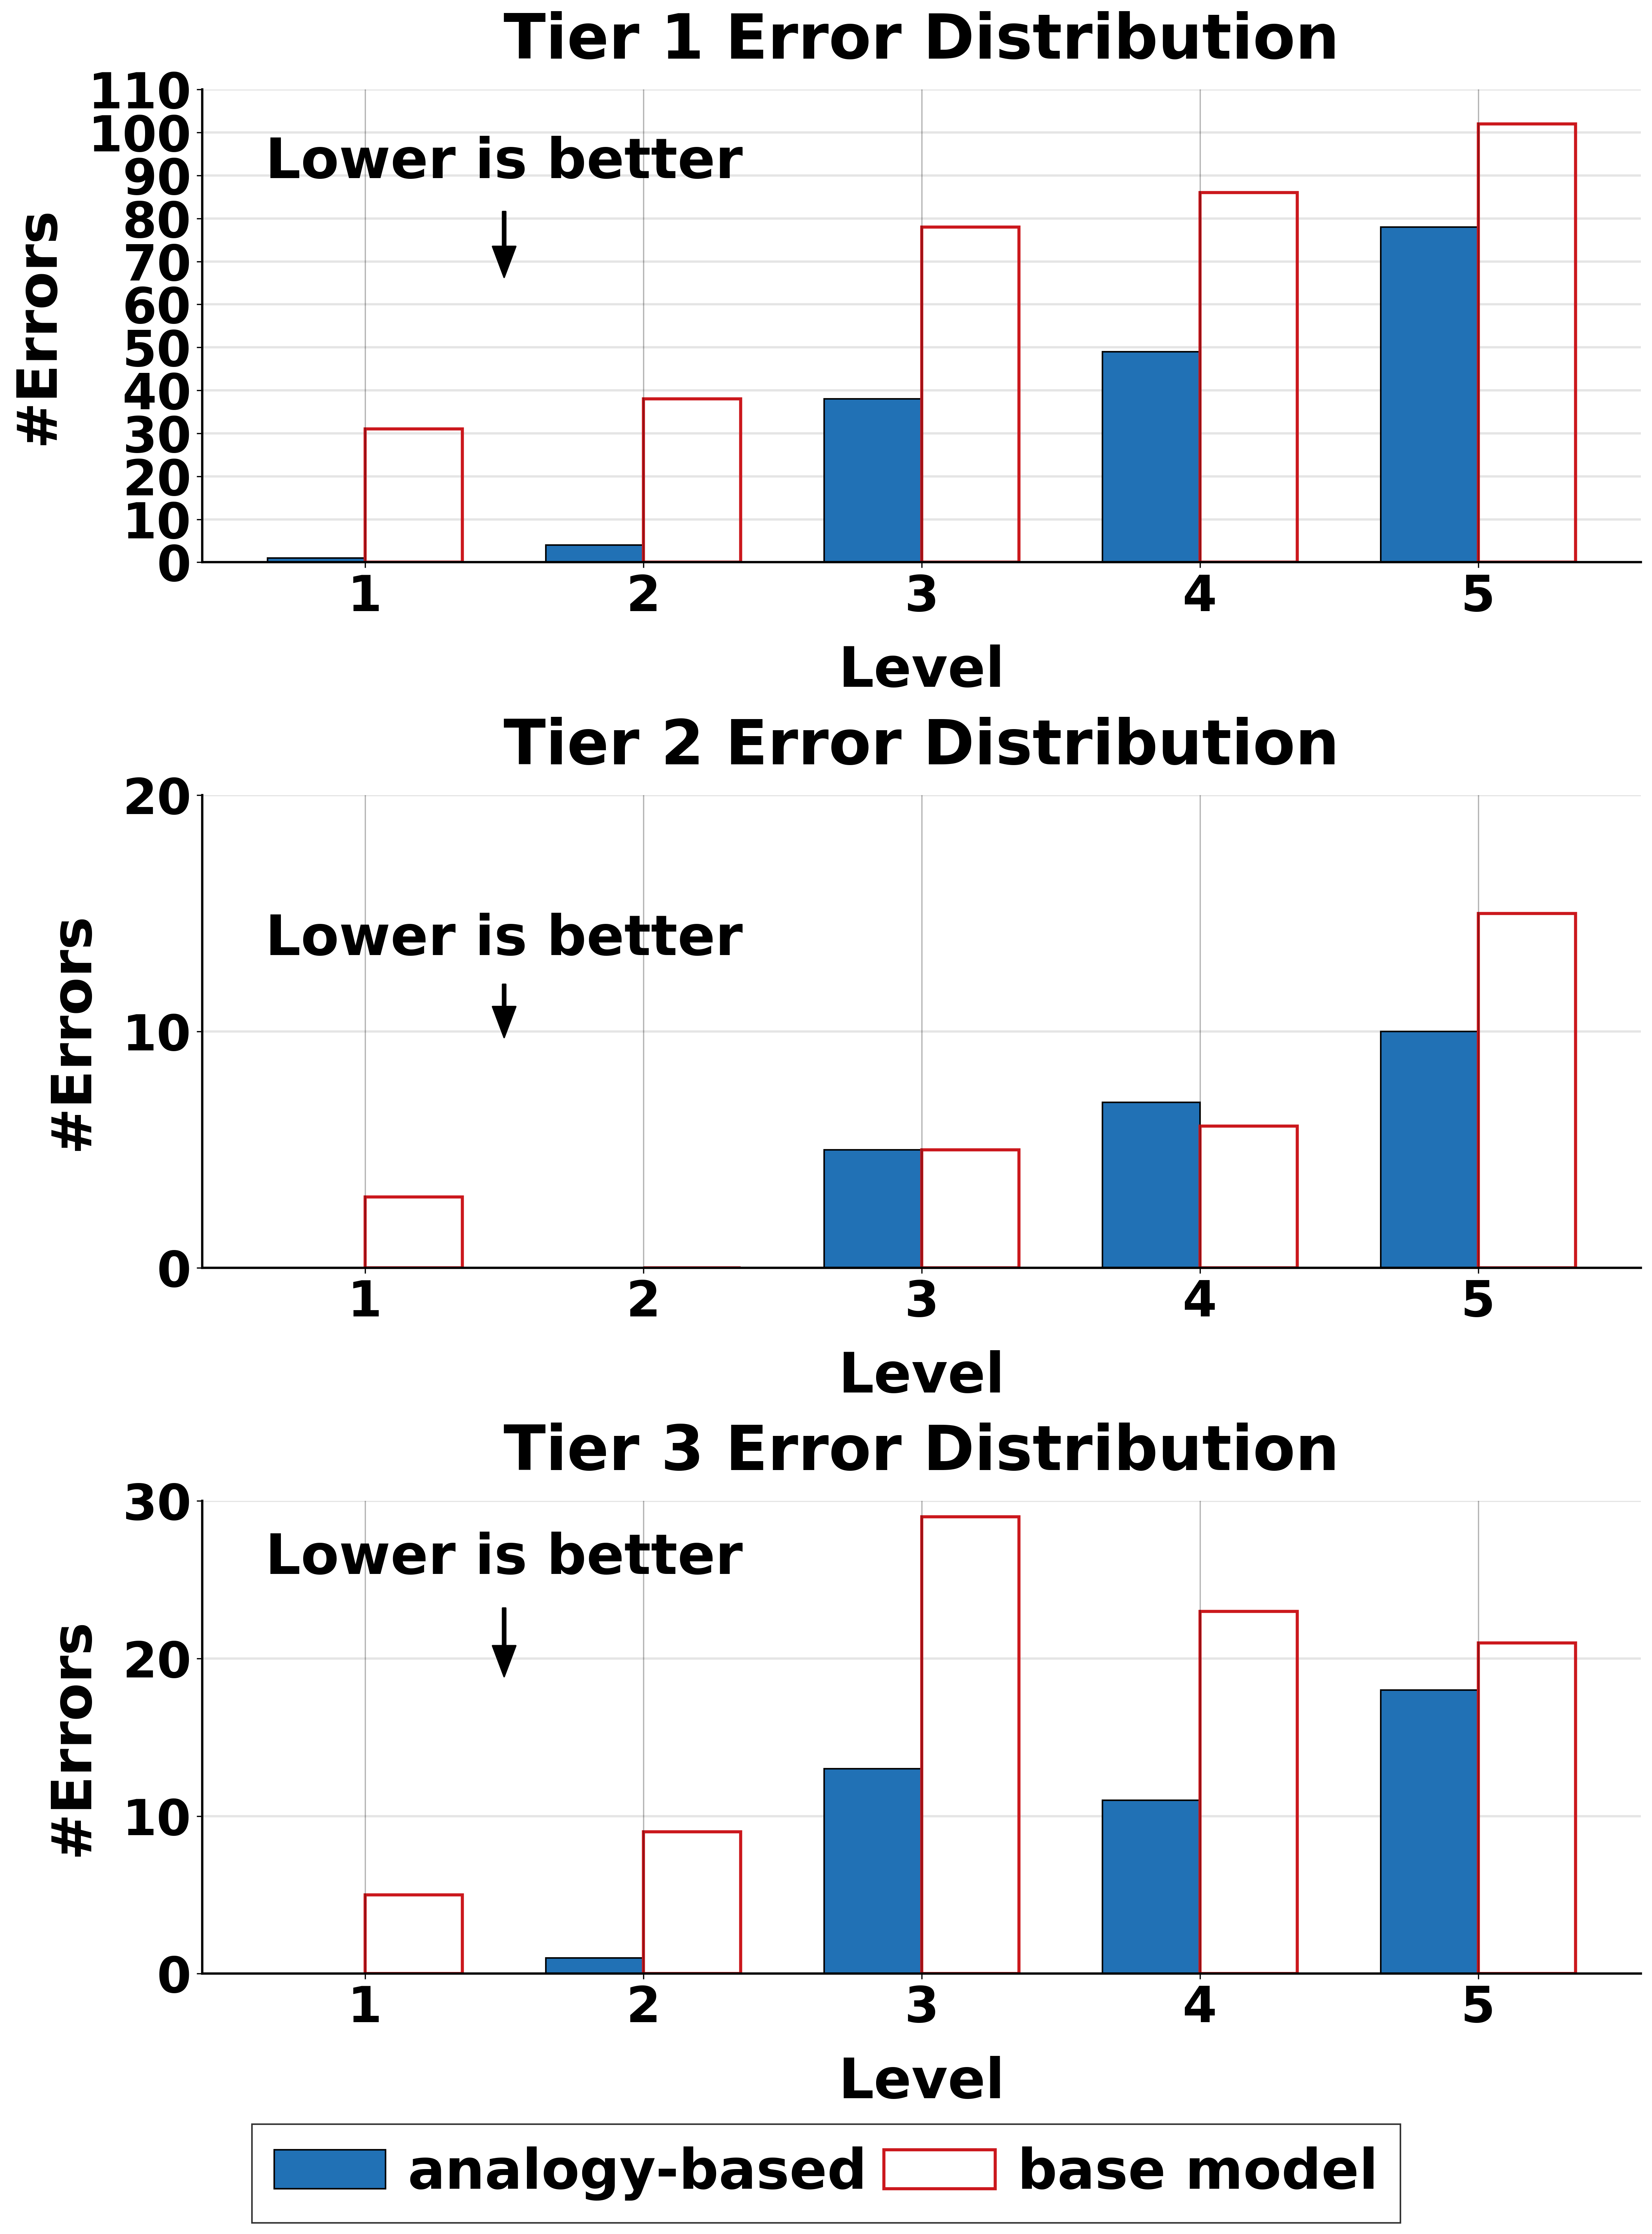 Tier 1 Error Distribution
110
100
90
80
70
60
50
40
30
20
10
0
#Errors
Lower is better
1 2 3 4 5
Level
Tier 2 Error Distribution
20
10
0
#Errors
Lower is better
1 2 3 4 5
Level
Tier 3 Error Distribution
30
20
10
0
#Errors
Lower is better
1 2 3 4 5
Level
analogy-based base model